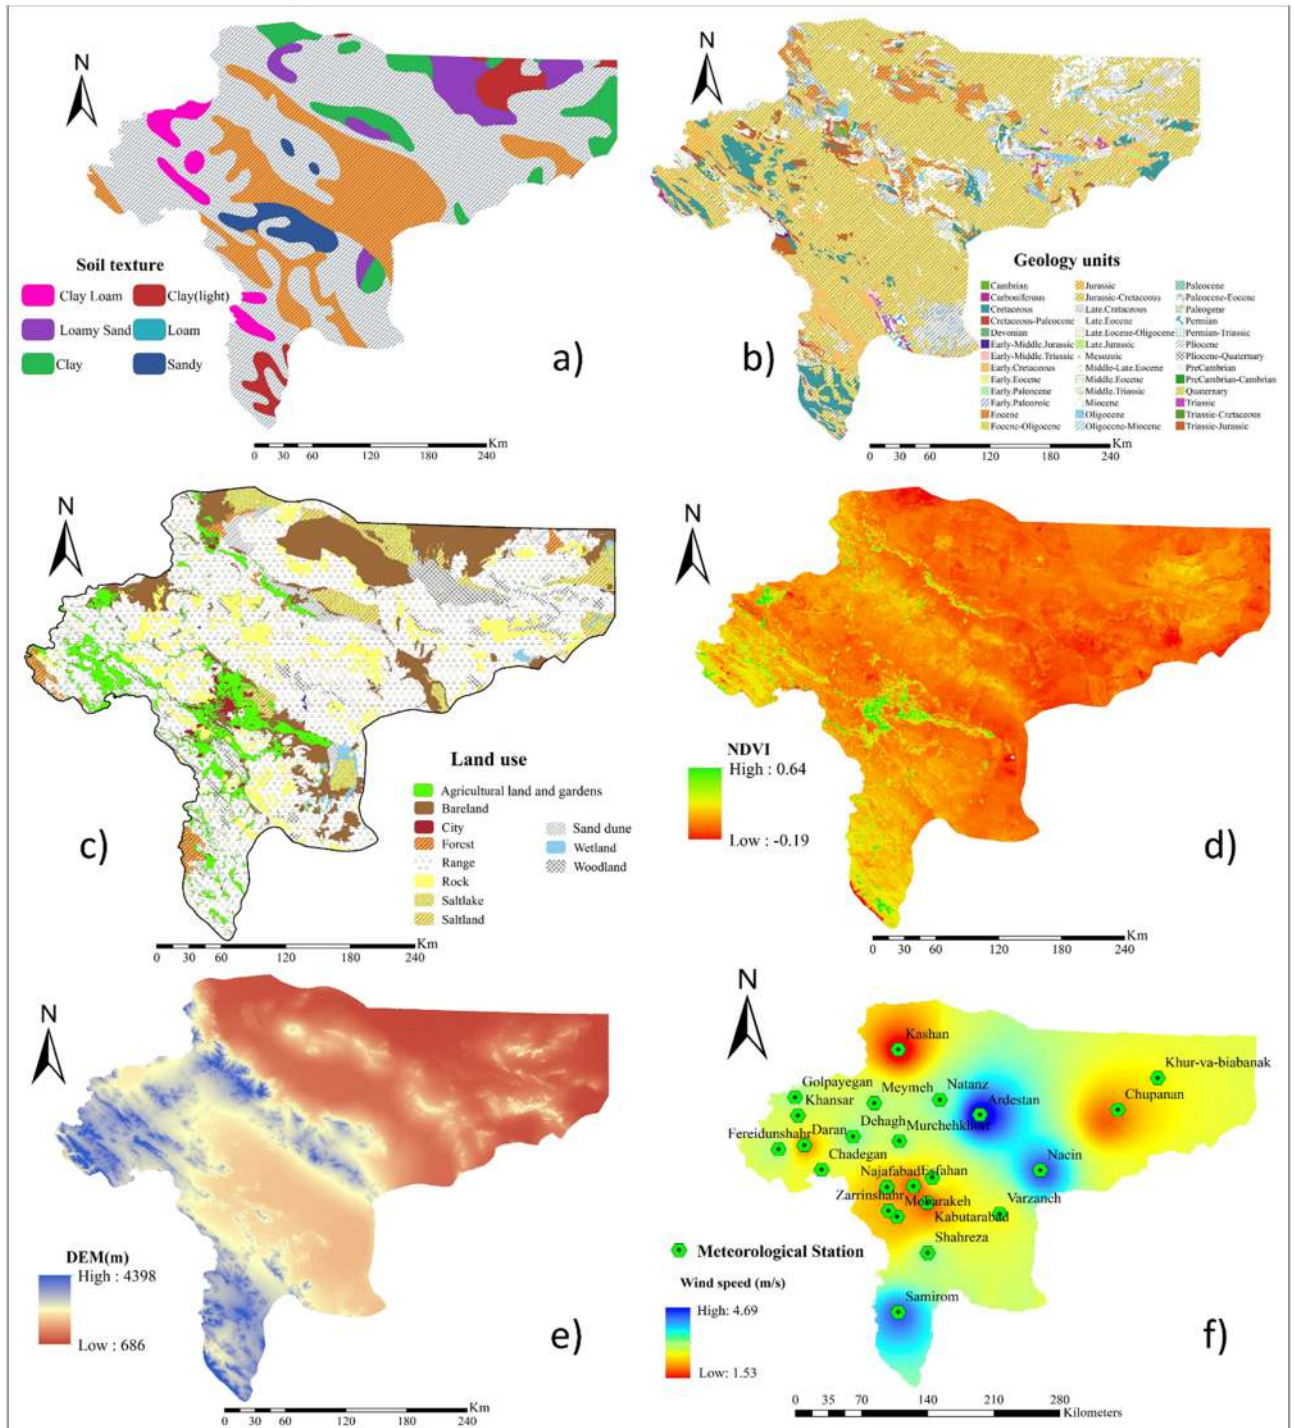 N
Soil texture
Clay Loam
Clay(light)
Loamy Sand
Loam
Clay
Sandy
a)
Km
0 30 60 120 180 240
N
Geology units
Cambrian
Carboniferous
Cretaceous
Cretaceous-Paleocene
Devonian
Early-Middle.Jurassic
Early-Middle.Triassic
Early.Cretaceous
Early.Eocene
Early.Paleocene
Early.Paleozoic
Eocene
Eocene-Oligocene
Jurassic
Jurassic-Cretaceous
Late.Cretaceous
Late.Eocene
Late.Eocene-Oligocene
Late.Jurassic
Mesozoic
Middle-Late.Eocene
Middle.Eocene
Middle.Triassic
Miocene
Oligocene
Oligocene-Miocene
Paleocene
Paleocene-Eocene
Paleogene
Permian
Permian-Triassic
Pliocene
Pliocene-Quaternary
PreCambrian
PreCambrian-Cambrian
Quaternary
Triassic
Triassic-Cretaceous
Triassic-Jurassic
b)
Km
0 30 60 120 180 240
N
Land use
Agricultural land and gardens
Bareland
City
Forest
Range
Rock
Saltlake
Saltland
Sand dune
Wetland
Woodland
c)
Km
0 30 60 120 180 240
N
NDVI
High : 0.64
Low : -0.19
d)
Km
0 30 60 120 180 240
N
DEM(m)
High : 4398
Low : 686
e)
Km
0 30 60 120 180 240
N
Kashan
Khur-va-biabanak
Golpayegan
Meymeh
Natanz
Chupanan
Khansar
Ardestan
Dehagh
Daran
Murchehkhort
Fereidunshahr
Chadegan
Naein
Najafabad
Esfahan
Zarrinshahr
Mobarakeh
Varzaneh
Kabutarabad
Shahreza
Meteorological Station
Wind speed (m/s)
Samirom
High: 4.69
Low: 1.53
f)
0 35 70 140 210 280
Kilometers